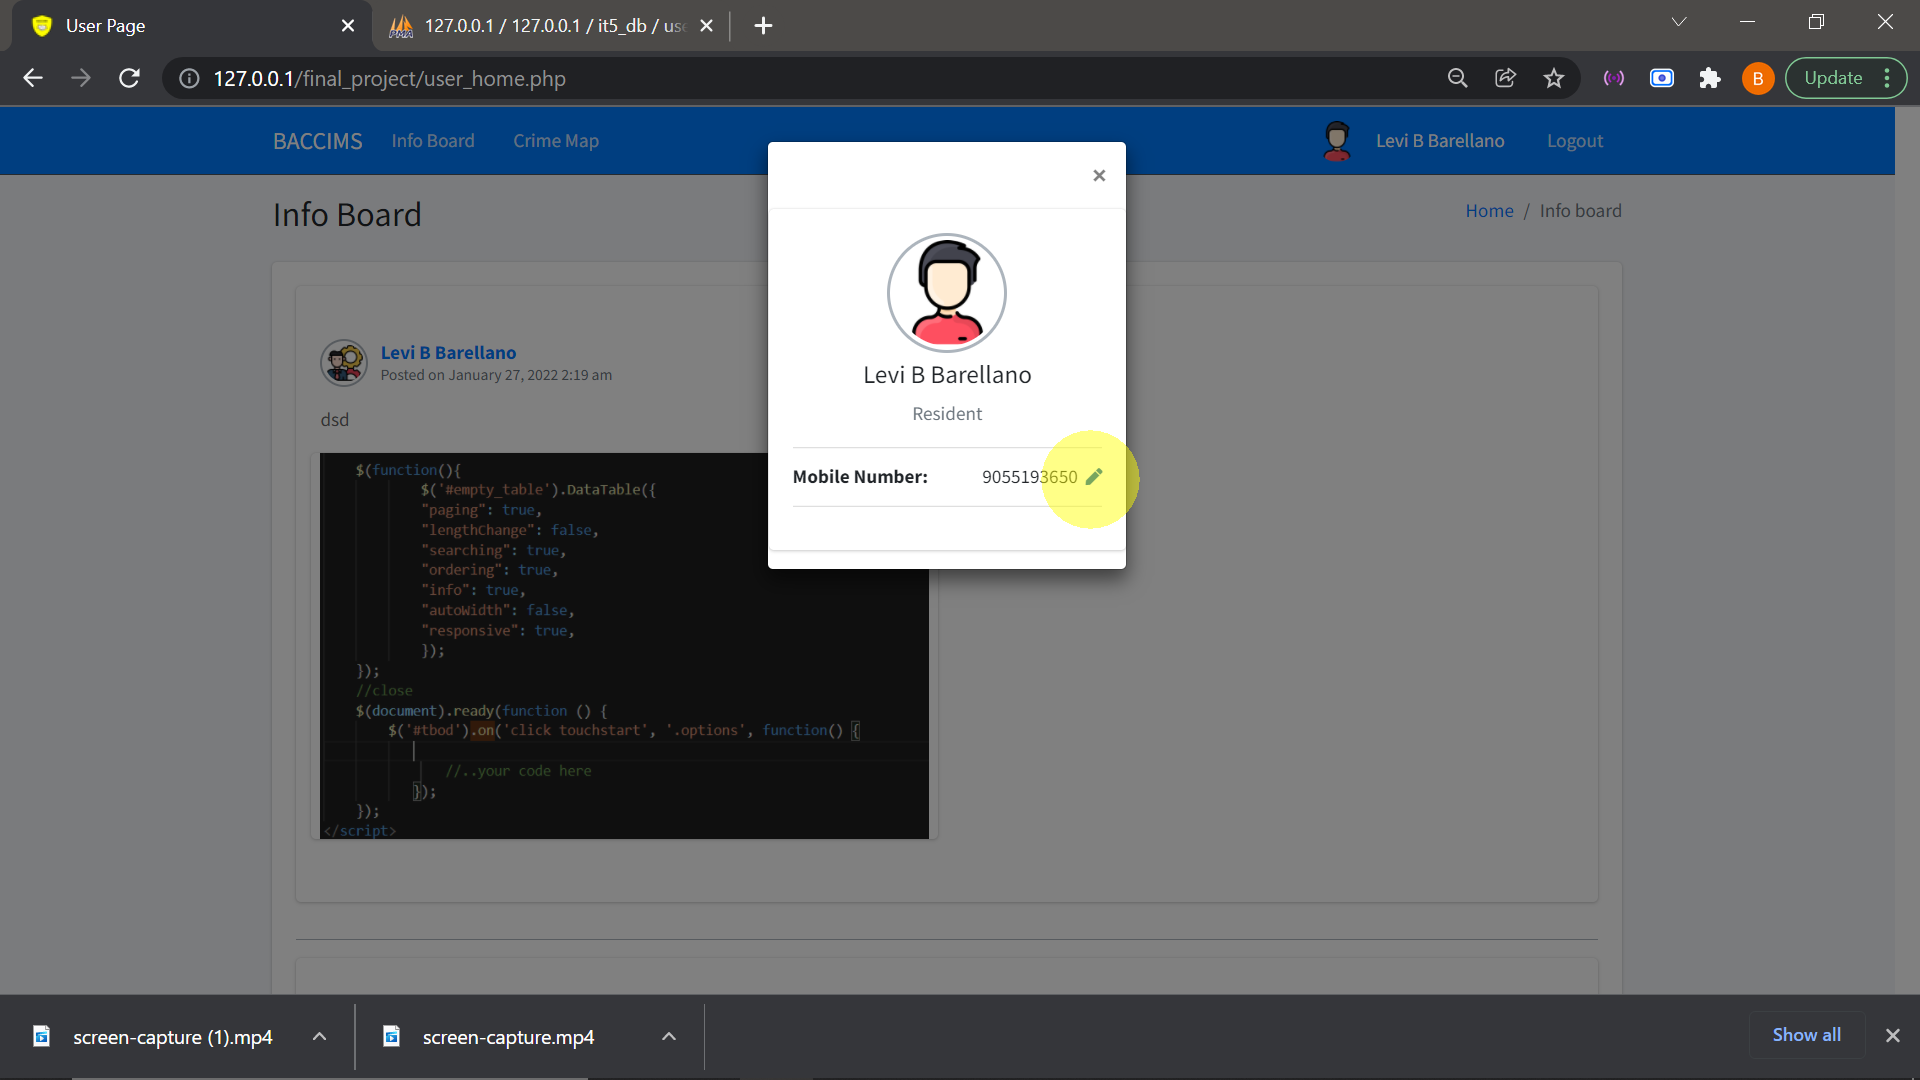 User Page
127.0.0.1 / 127.0.0.1 / it5_db / use
127.0.0.1/final_project/user_home.php
B
Update
BACCIMS
Info Board
Crime Map
Levi B Barellano
Logout
Info Board
Home / Info board
Levi B Barellano
Posted on January 27, 2022 2:19 am
dsd
$(function(){
$('#empty_table').DataTable({
"paging": true,
"lengthChange": false,
"searching": true,
"ordering": true,
"info": true,
"autoWidth": false,
"responsive": true,
});
});
//close
$(document).ready(function () {
$('#tbod').on('click touchstart', '.options', function() {
//..your code here
});
});
</script>
×
Levi B Barellano
Resident
Mobile Number: 9055193650
screen-capture (1).mp4
screen-capture.mp4
Show all